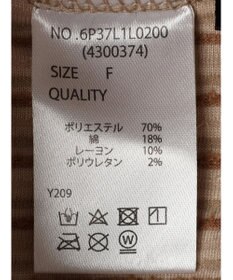 NO .6P37L1L0200
(4300374)
SIZE F
QUALITY
ポリエステル 70%
綿 18%
レーヨン 10%
ポリウレタン 2%
Y209